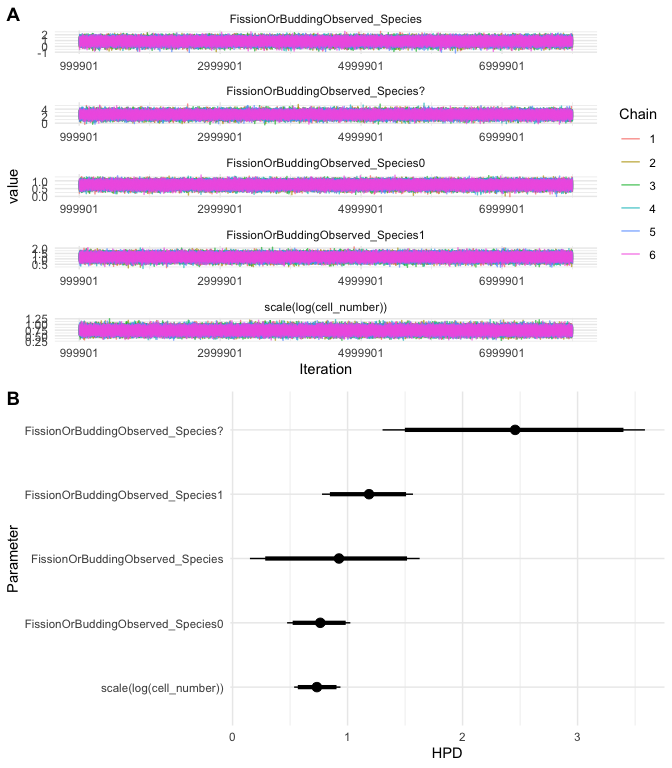 A
FissionOrBuddingObserved_Species
2
1
0
-1
999901 2999901 4999901 6999901
FissionOrBuddingObserved_Species?
4
2
0
999901 2999901 4999901 6999901
FissionOrBuddingObserved_Species0
1.0
0.5
0.0
999901 2999901 4999901 6999901
FissionOrBuddingObserved_Species1
2.0
1.5
1.0
0.5
999901 2999901 4999901 6999901
scale(log(cell_number))
1.25
1.00
0.75
0.50
0.25
999901 2999901 4999901 6999901
value
Iteration
Chain
1
2
3
4
5
6
B
FissionOrBuddingObserved_Species?
FissionOrBuddingObserved_Species1
FissionOrBuddingObserved_Species
FissionOrBuddingObserved_Species0
scale(log(cell_number))
Parameter
0 1 2 3
HPD